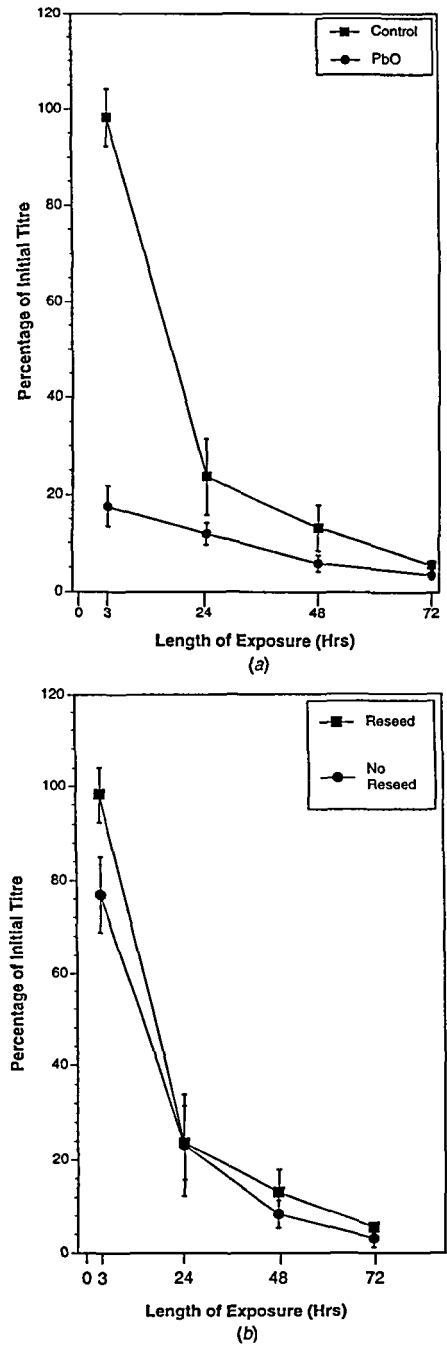 120
100
80
60
40
20
0
Percentage of Initial Titre
Control
PbO
0 3 24 48 72
Length of Exposure (Hrs)
(a)
120
100
80
60
40
20
0
Percentage of Initial Titre
Reseed
No
Reseed
0 3 24 48 72
Length of Exposure (Hrs)
(b)